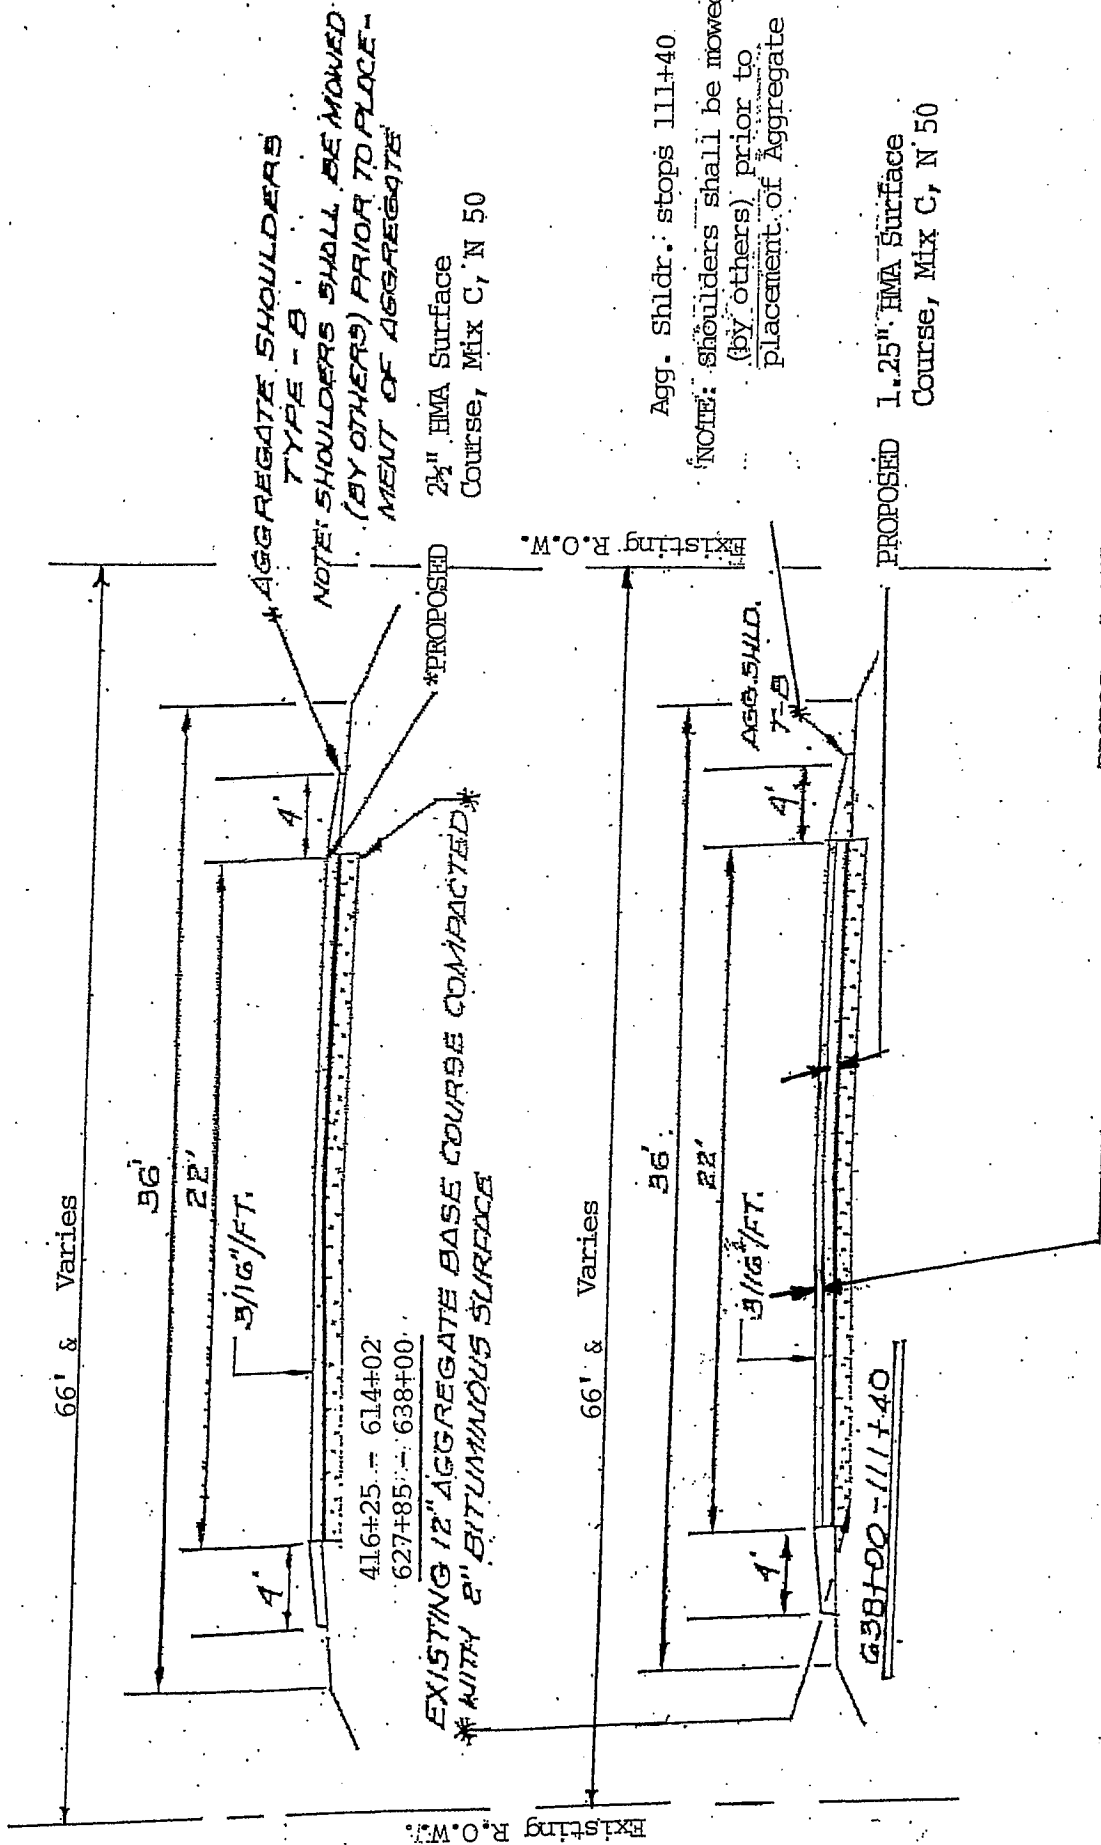 66' & Varies
36'
22'
4'
4'
3/16"/FT.
416+25 - 614+02
627+85 - 638+00
EXISTING 12" AGGREGATE BASE COURSE COMPACTED*
* WITH 2" BITUMINOUS SURFACE
* AGGREGATE SHOULDERS
TYPE - B
NOTE: SHOULDERS SHALL BE MOWED
(BY OTHERS) PRIOR TO PLACE-
MENT OF AGGREGATE
*PROPOSED 2½" HMA Surface
Course, Mix C, N 50
Existing R.O.W.
Existing R.O.W.
66' & Varies
36'
22'
4'
4'
3/16"/FT.
AGG. SHLD.
T-B
*
Agg. Shldr. stops 111+40
NOTE: Shoulders shall be mowed
(by others) prior to
placement of Aggregate
PROPOSED 1.25" HMA Surface
Course, Mix C, N 50
638+00-111+40